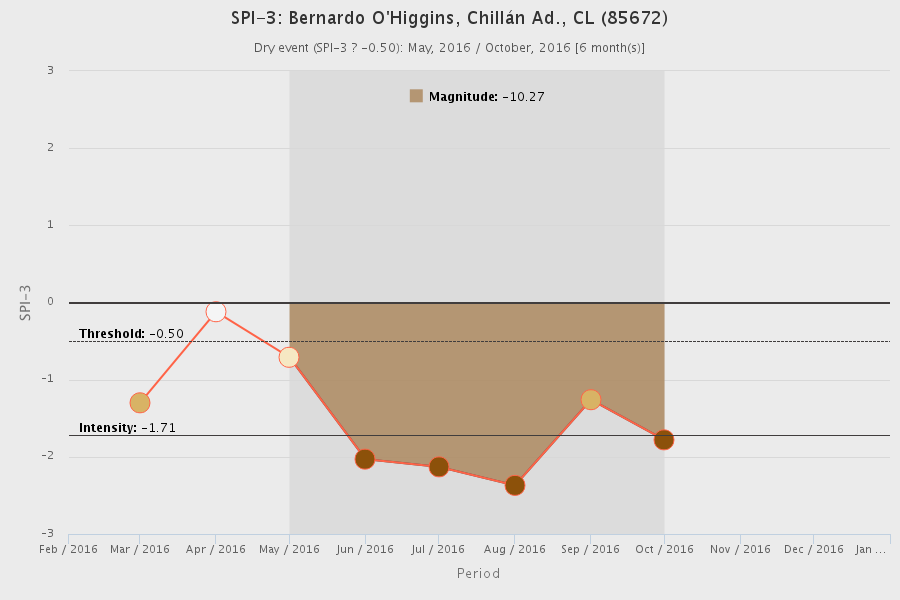 SPI-3: Bernardo O'Higgins, Chillán Ad., CL (85672)
Dry event (SPI-3 ? -0.50): May, 2016 / October, 2016 [6 month(s)]
Magnitude: -10.27
3
2
1
0
-1
-2
-3
SPI-3
Threshold: -0.50
Intensity: -1.71
Feb / 2016
Mar / 2016
Apr / 2016
May / 2016
Jun / 2016
Jul / 2016
Aug / 2016
Sep / 2016
Oct / 2016
Nov / 2016
Dec / 2016
Jan ...
Period